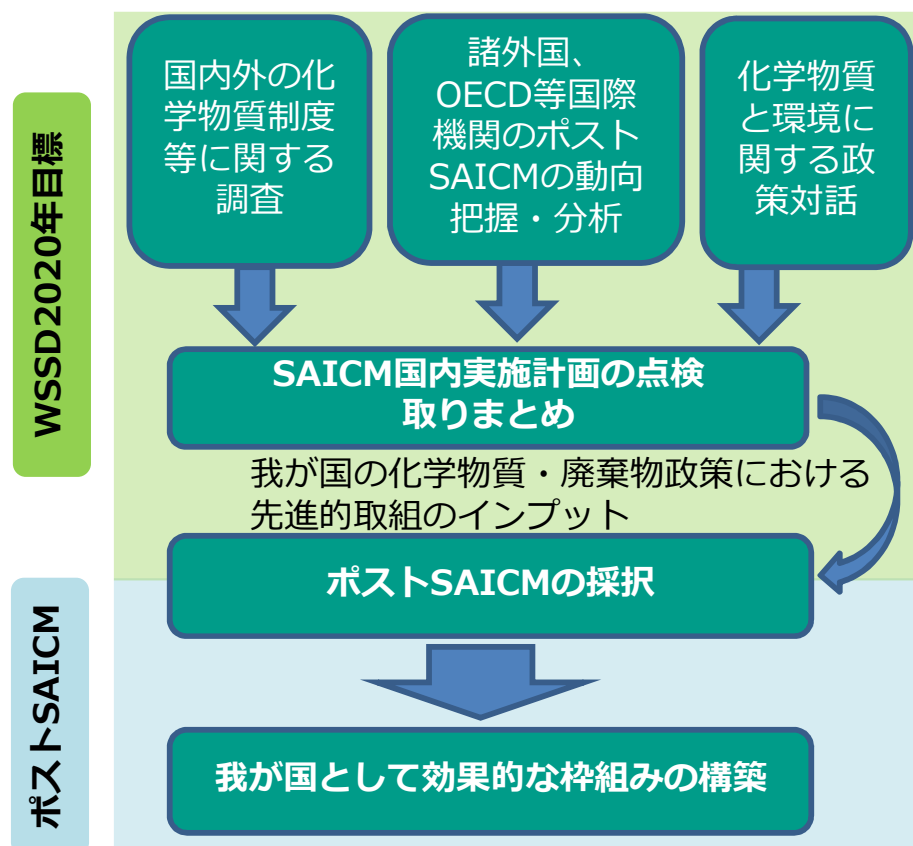 WSSD2020年目標
国内外の化
学物質制度
等に関する
調査
諸外国、
OECD等国際
機関のポスト
SAICMの動向
把握・分析
化学物質
と環境に
関する政
策対話
SAICM国内実施計画の点検
取りまとめ
我が国の化学物質・廃棄物政策における
先進的取組のインプット
ポストSAICMの採択
ポストSAICM
我が国として効果的な枠組みの構築